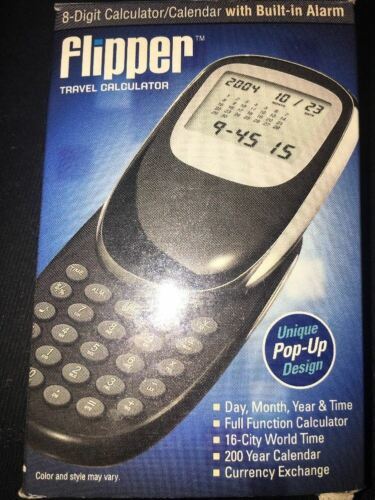 8-Digit Calculator/Calendar with Built-in Alarm
flipper™
TRAVEL CALCULATOR
2004 10/23
9-45 15
Unique
Pop-Up
Design
Day, Month, Year & Time
Full Function Calculator
16-City World Time
200 Year Calendar
Currency Exchange
Color and style may vary.